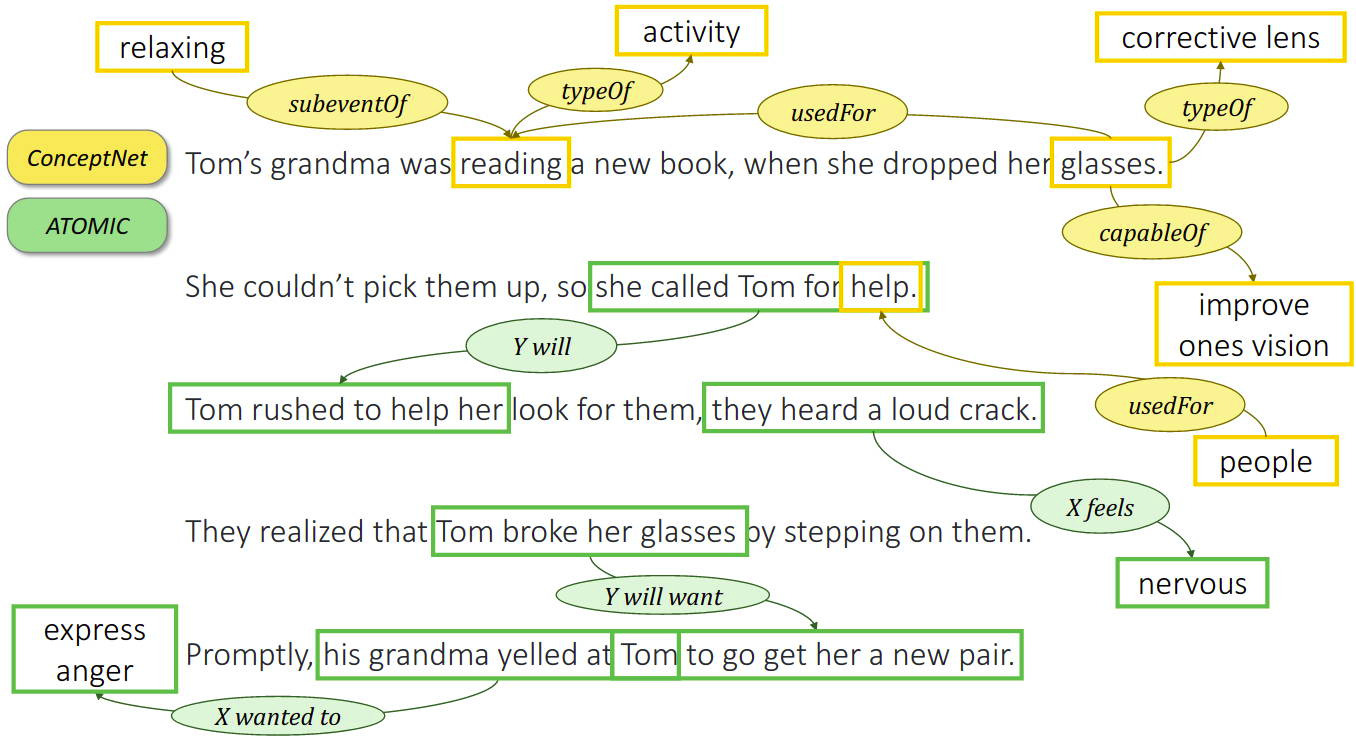 relaxing
activity
corrective lens
subeventOf
typeOf
usedFor
typeOf
ConceptNet
Tom’s grandma was reading a new book, when she dropped her glasses.
ATOMIC
capableOf
She couldn’t pick them up, so she called Tom for help.
improve
ones vision
Y will
Tom rushed to help her look for them, they heard a loud crack.
usedFor
people
X feels
They realized that Tom broke her glasses by stepping on them.
nervous
Y will want
express
anger
Promptly, his grandma yelled at Tom to go get her a new pair.
X wanted to